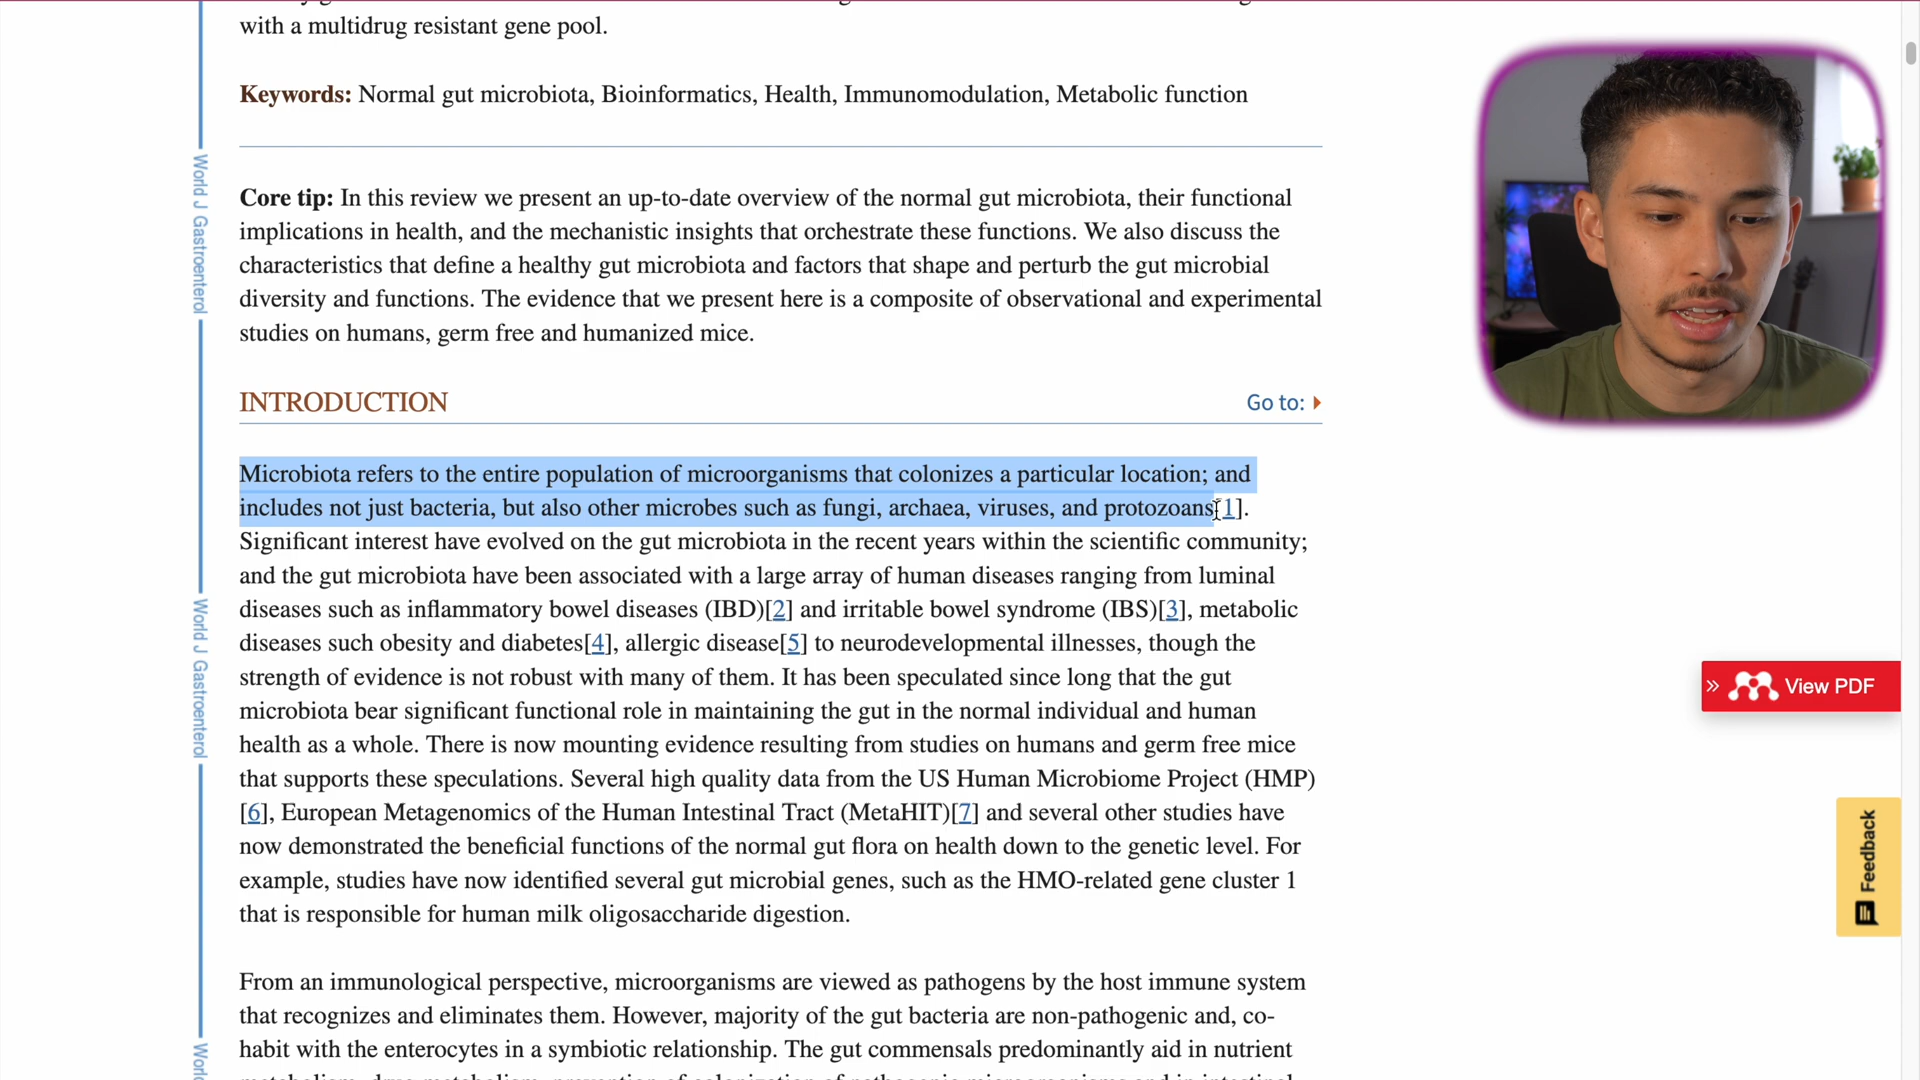 with a multidrug resistant gene pool.
Keywords: Normal gut microbiota, Bioinformatics, Health, Immunomodulation, Metabolic function
Core tip: In this review we present an up-to-date overview of the normal gut microbiota, their functional
implications in health, and the mechanistic insights that orchestrate these functions. We also discuss the
characteristics that define a healthy gut microbiota and factors that shape and perturb the gut microbial
diversity and functions. The evidence that we present here is a composite of observational and experimental
studies on humans, germ free and humanized mice.
INTRODUCTION
Go to:
Microbiota refers to the entire population of microorganisms that colonizes a particular location; and
includes not just bacteria, but also other microbes such as fungi, archaea, viruses, and protozoans[1].
Significant interest have evolved on the gut microbiota in the recent years within the scientific community;
and the gut microbiota have been associated with a large array of human diseases ranging from luminal
diseases such as inflammatory bowel diseases (IBD)[2] and irritable bowel syndrome (IBS)[3], metabolic
diseases such obesity and diabetes[4], allergic disease[5] to neurodevelopmental illnesses, though the
strength of evidence is not robust with many of them. It has been speculated since long that the gut
microbiota bear significant functional role in maintaining the gut in the normal individual and human
health as a whole. There is now mounting evidence resulting from studies on humans and germ free mice
that supports these speculations. Several high quality data from the US Human Microbiome Project (HMP)
[6], European Metagenomics of the Human Intestinal Tract (MetaHIT)[7] and several other studies have
now demonstrated the beneficial functions of the normal gut flora on health down to the genetic level. For
example, studies have now identified several gut microbial genes, such as the HMO-related gene cluster 1
that is responsible for human milk oligosaccharide digestion.
From an immunological perspective, microorganisms are viewed as pathogens by the host immune system
that recognizes and eliminates them. However, majority of the gut bacteria are non-pathogenic and, co-
habit with the enterocytes in a symbiotic relationship. The gut commensals predominantly aid in nutrient
World J Gastroenterol
World J Gastroenterol
World
» View PDF
Feedback